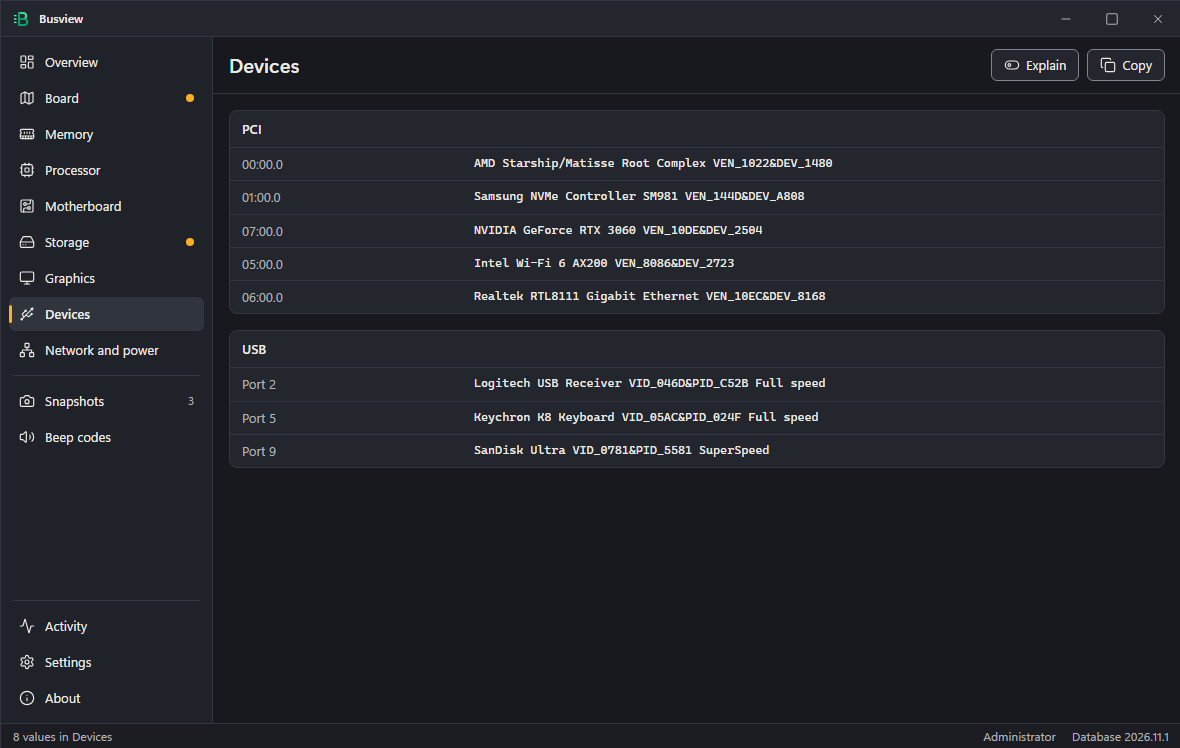 Busview
Overview
Board
Memory
Processor
Motherboard
Storage
Graphics
Devices
Network and power
Snapshots 3
Beep codes
Activity
Settings
About
Devices
Explain
Copy
PCI
00:00.0 AMD Starship/Matisse Root Complex VEN_1022&DEV_1480
01:00.0 Samsung NVMe Controller SM981 VEN_144D&DEV_A808
07:00.0 NVIDIA GeForce RTX 3060 VEN_10DE&DEV_2504
05:00.0 Intel Wi-Fi 6 AX200 VEN_8086&DEV_2723
06:00.0 Realtek RTL8111 Gigabit Ethernet VEN_10EC&DEV_8168
USB
Port 2 Logitech USB Receiver VID_046D&PID_C52B Full speed
Port 5 Keychron K8 Keyboard VID_05AC&PID_024F Full speed
Port 9 SanDisk Ultra VID_0781&PID_5581 SuperSpeed
8 values in Devices
Administrator
Database 2026.11.1